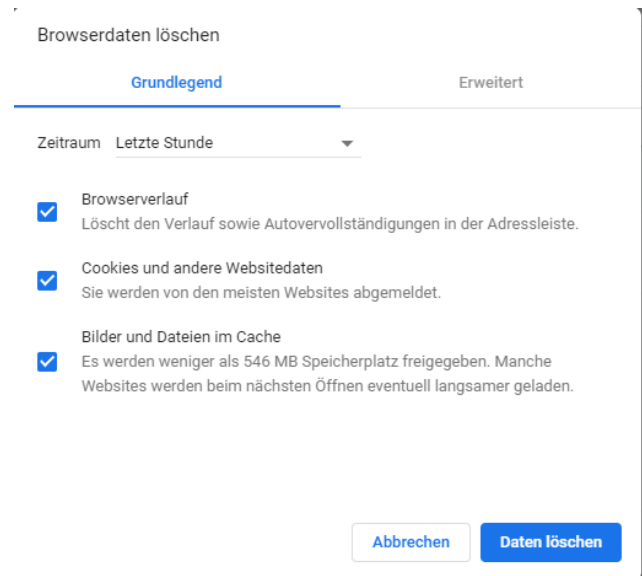 Browserdaten löschen
Grundlegend
Erweitert
Zeitraum Letzte Stunde
Browserverlauf
Löscht den Verlauf sowie Autovervollständigungen in der Adressleiste.
Cookies und andere Websitedaten
Sie werden von den meisten Websites abgemeldet.
Bilder und Dateien im Cache
Es werden weniger als 546 MB Speicherplatz freigegeben. Manche
Websites werden beim nächsten Öffnen eventuell langsamer geladen.
Abbrechen
Daten löschen